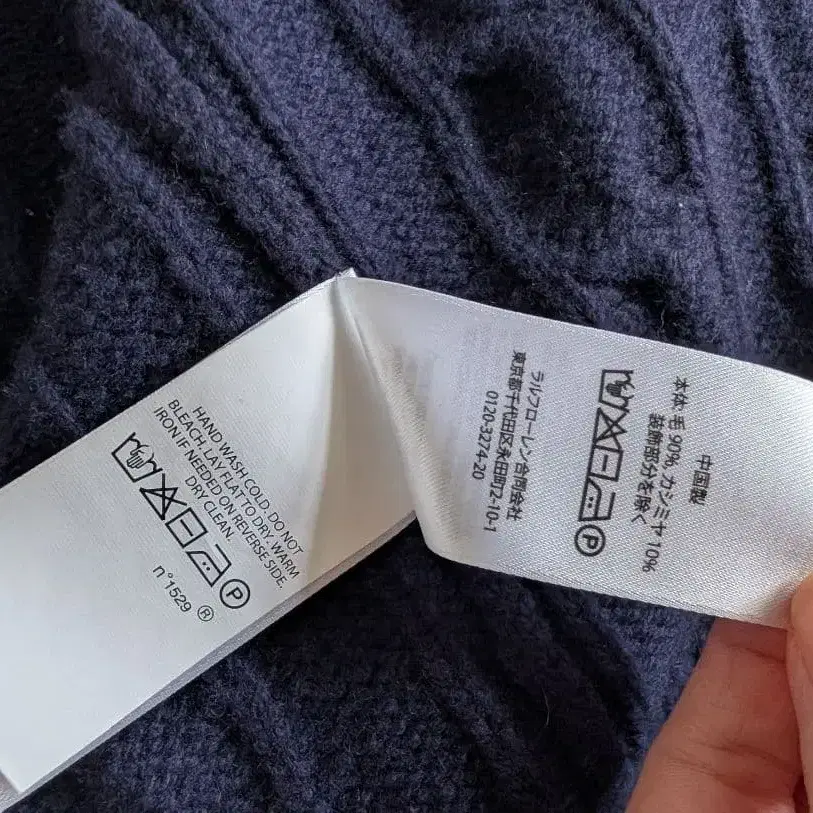 HAND WASH COLD. DO NOT
BLEACH. LAY FLAT TO DRY. WARM
IRON IF NEEDED ON REVERSE SIDE.
DRY CLEAN.
P
n°1529 ®
中国製
本体: 毛 90% カシミヤ 10%
装飾部分を除く
P
ラルフローレン合同会社
東京都千代田区永田町2-10-1
0120-3274-20